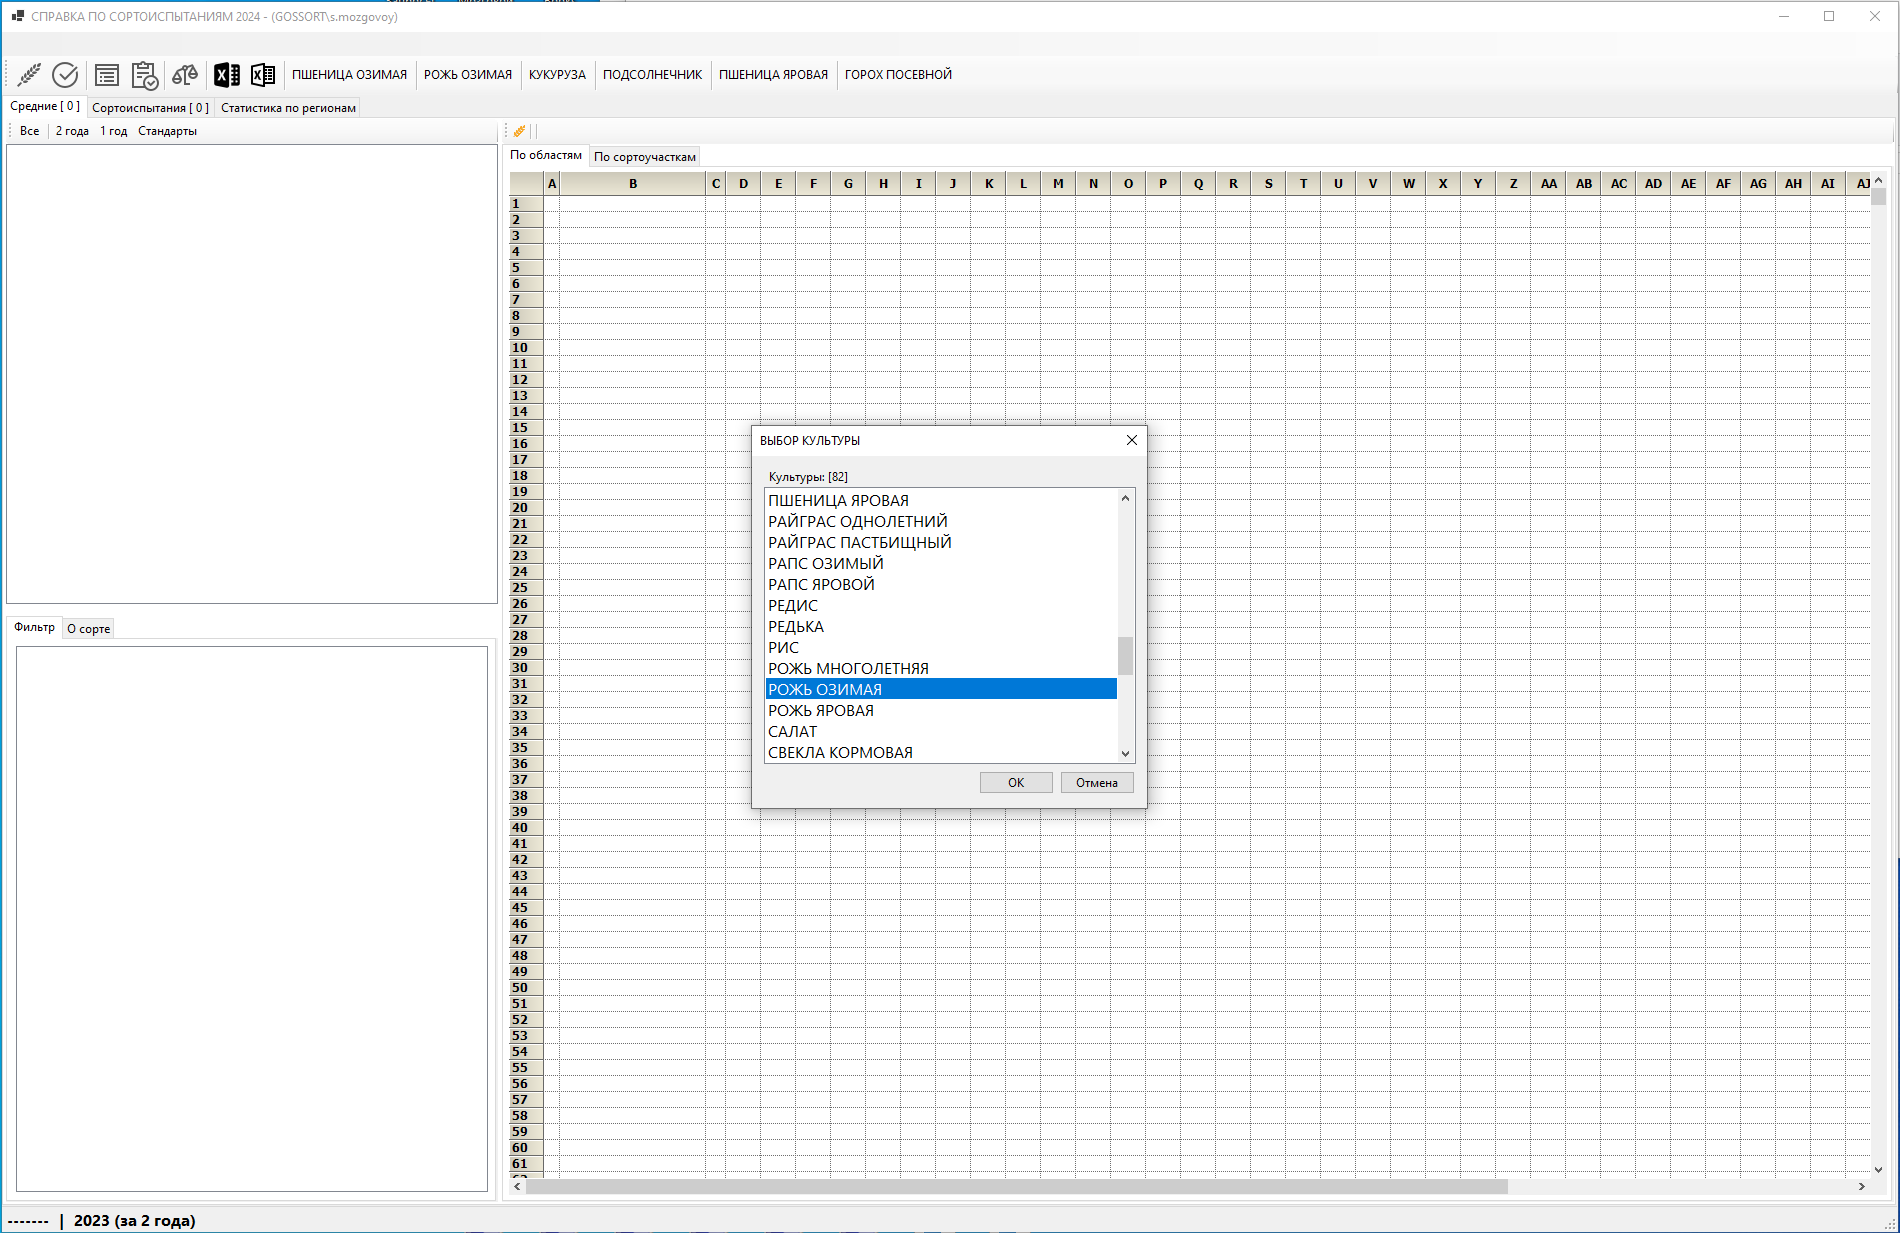 СПРАВКА ПО СОРТОИСПЫТАНИЯМ 2024 - (GOSSORT\s.mozgovoy)
ПШЕНИЦА ОЗИМАЯ РОЖЬ ОЗИМАЯ КУКУРУЗА ПОДСОЛНЕЧНИК ПШЕНИЦА ЯРОВАЯ ГОРОХ ПОСЕВНОЙ
Средние [ 0 ] Сортоиспытания [ 0 ] Статистика по регионам
Все 2 года 1 год Стандарты
По областям По сортоучасткам
A B C D E F G H I J K L M N O P Q R S T U V W X Y Z AA AB AC AD AE AF AG AH AI AJ
1
2
3
4
5
6
7
8
9
10
11
12
13
14
15
16
17
18
19
20
21
22
23
24
25
26
27
28
29
30
31
32
33
34
35
36
37
38
39
40
41
42
43
44
45
46
47
48
49
50
51
52
53
54
55
56
57
58
59
60
61
ВЫБОР КУЛЬТУРЫ
Культуры: [82]
ПШЕНИЦА ЯРОВАЯ
РАЙГРАС ОДНОЛЕТНИЙ
РАЙГРАС ПАСТБИЩНЫЙ
РАПС ОЗИМЫЙ
РАПС ЯРОВОЙ
РЕДИС
РЕДЬКА
РИС
РОЖЬ МНОГОЛЕТНЯЯ
РОЖЬ ОЗИМАЯ
РОЖЬ ЯРОВАЯ
САЛАТ
СВЕКЛА КОРМОВАЯ
OK Отмена
Фильтр О сорте
------- | 2023 (за 2 года)